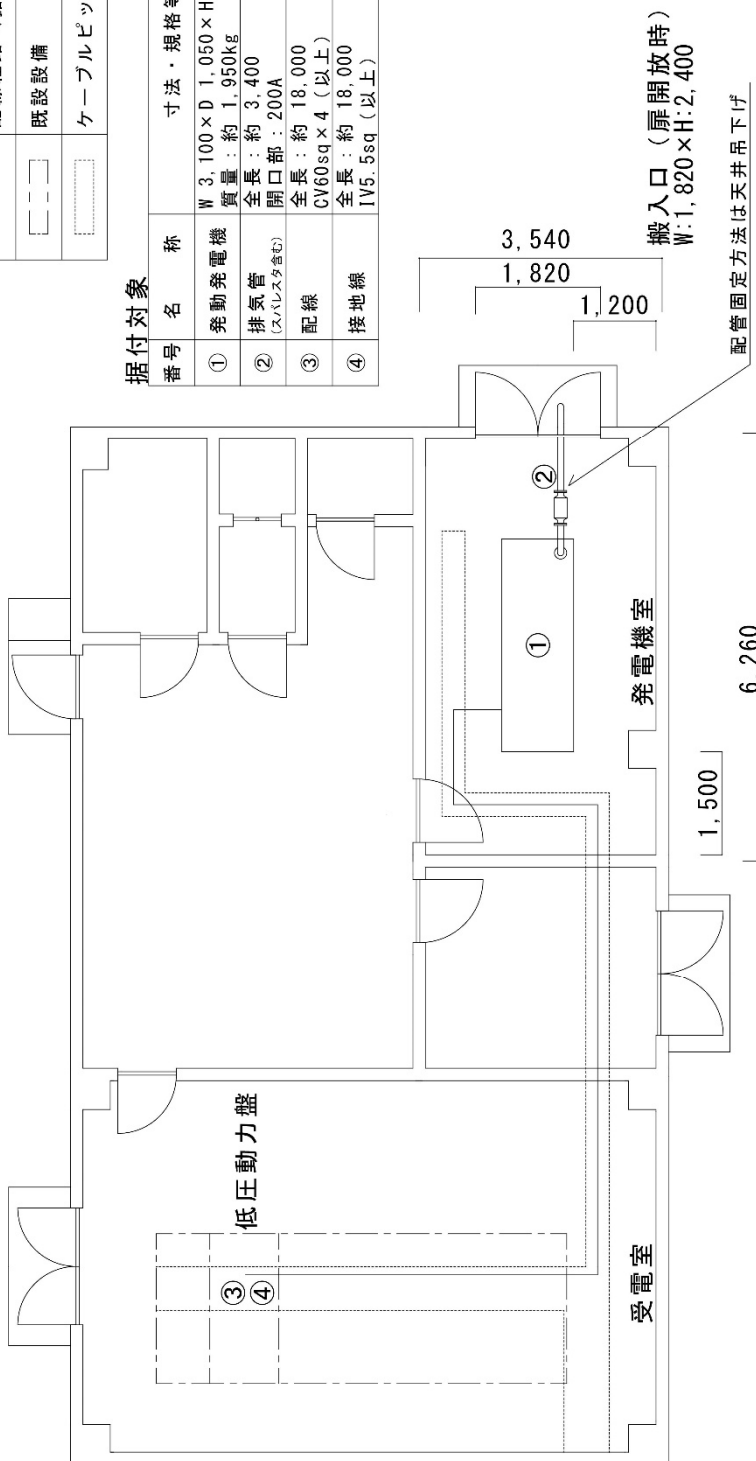 既設設備
ケーブルピッ
据付対象
番号 名 称 寸法・規格等
① 発動発電機 W 3,100×D 1,050×H
質量：約 1,950kg
② 排気管 全長：約 3,400
(スパレスタ含む) 開口部：200A
③ 配線 全長：約 18,000
CV60sq×4（以上）
④ 接地線 全長：約 18,000
IV5.5sq（以上）
搬入口（扉開放時）
W:1,820×H:2,400
配管固定方法は天井吊下げ
3,540
1,820
1,200
②
①
発電機室
6,260
1,500
低圧動力盤
③
④
受電室